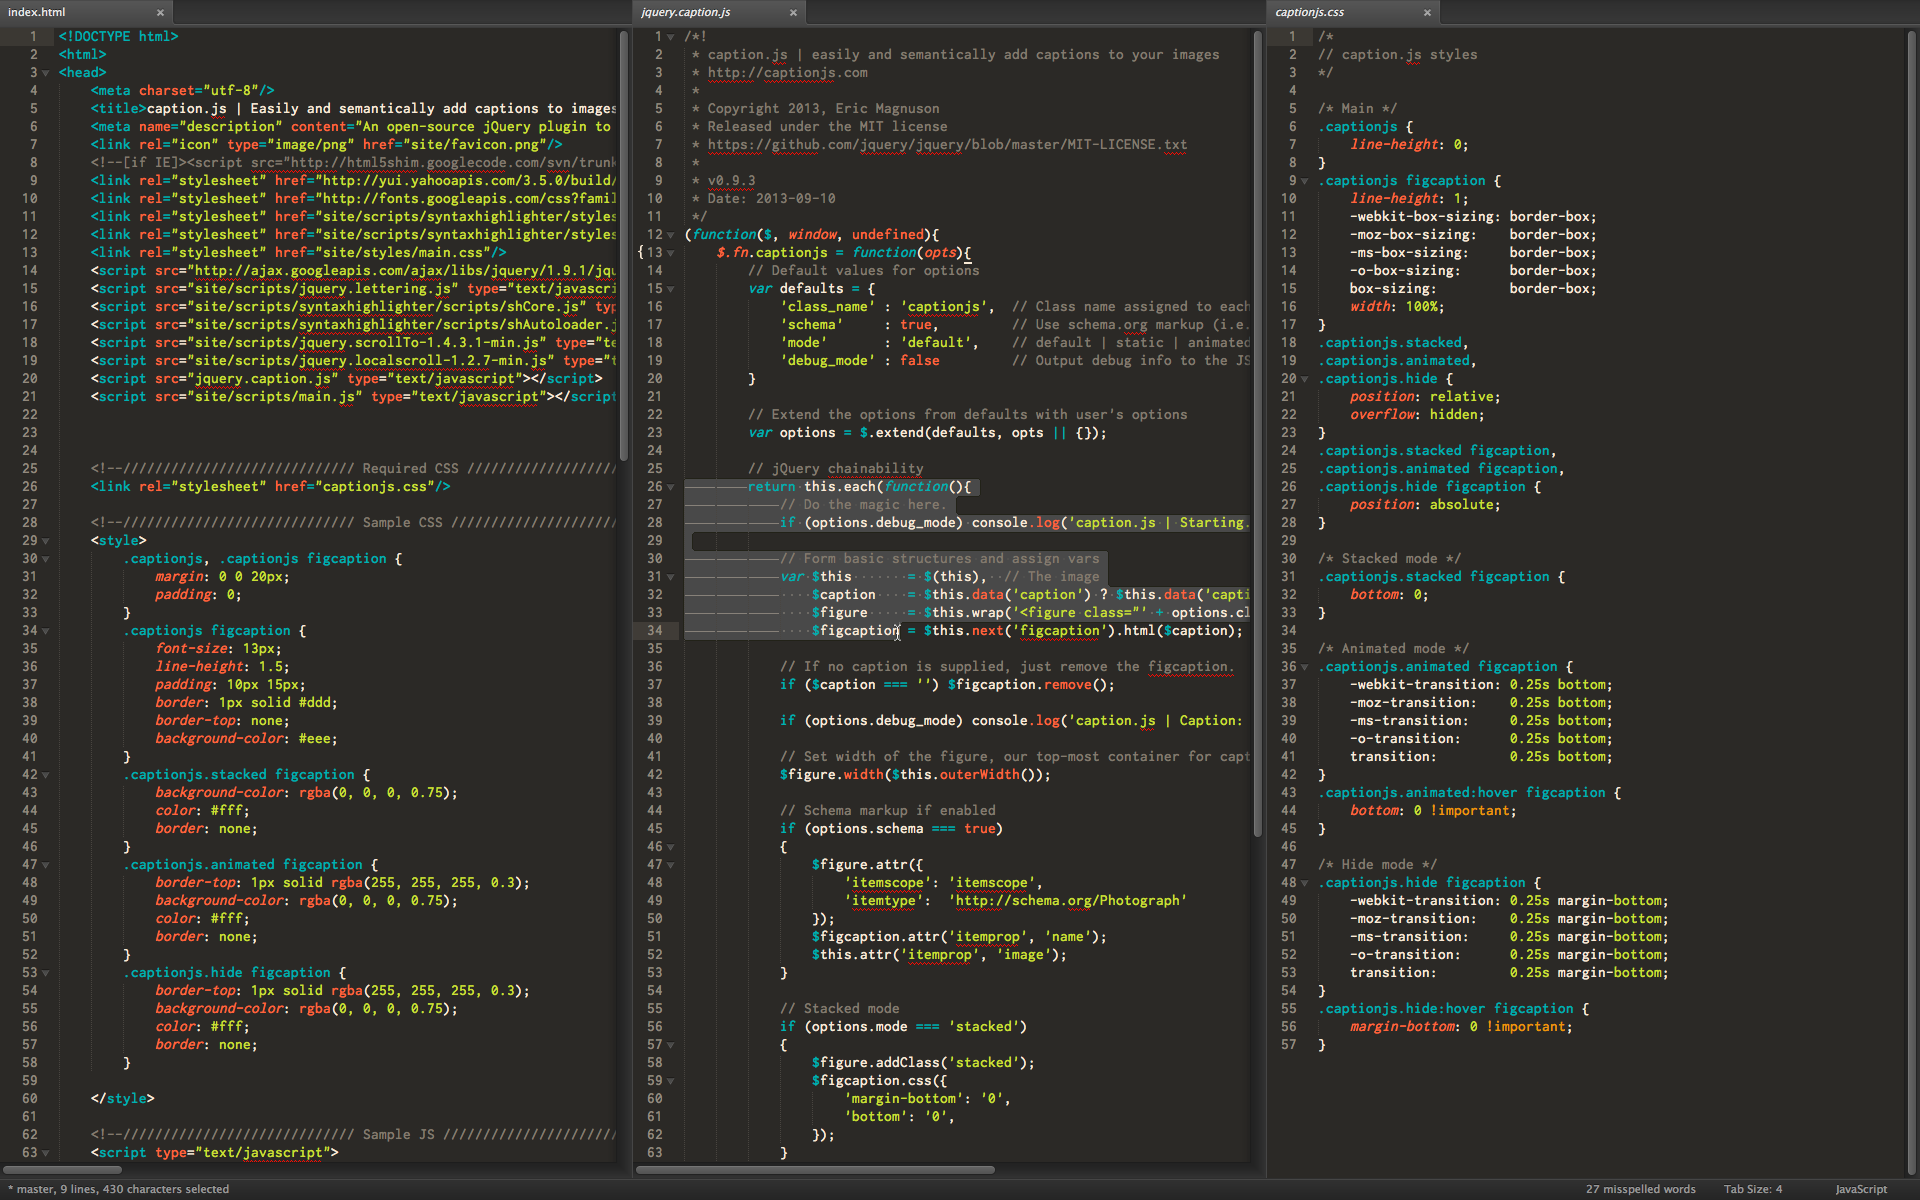 index.html ×
1 <!DOCTYPE html>
2 <html>
3 <head>
4 <meta charset="utf-8"/>
5 <title>caption.js | Easily and semantically add captions to images
6 <meta name="description" content="An open-source jQuery plugin to
7 <link rel="icon" type="image/png" href="site/favicon.png"/>
8 <!--[if IE]><script src="http://html5shim.googlecode.com/svn/trunk
9 <link rel="stylesheet" href="http://yui.yahooapis.com/3.5.0/build/
10 <link rel="stylesheet" href="http://fonts.googleapis.com/css?famil
11 <link rel="stylesheet" href="site/scripts/syntaxhighlighter/styles
12 <link rel="stylesheet" href="site/scripts/syntaxhighlighter/styles
13 <link rel="stylesheet" href="site/styles/main.css"/>
14 <script src="http://ajax.googleapis.com/ajax/libs/jquery/1.9.1/jqu
15 <script src="site/scripts/jquery.lettering.js" type="text/javascri
16 <script src="site/scripts/syntaxhighlighter/scripts/shCore.js" typ
17 <script src="site/scripts/syntaxhighlighter/scripts/shAutoloader.j
18 <script src="site/scripts/jquery.scrollTo-1.4.3.1-min.js" type="te
19 <script src="site/scripts/jquery.localscroll-1.2.7-min.js" type="t
20 <script src="jquery.caption.js" type="text/javascript"></script>
21 <script src="site/scripts/main.js" type="text/javascript"></script
22
23
24
25 <!--///////////////////////////// Required CSS ///////////////////
26 <link rel="stylesheet" href="captionjs.css"/>
27
28 <!--///////////////////////////// Sample CSS /////////////////////
29 <style>
30 .captionjs, .captionjs figcaption {
31 margin: 0 0 20px;
32 padding: 0;
33 }
34 .captionjs figcaption {
35 font-size: 13px;
36 line-height: 1.5;
37 padding: 10px 15px;
38 border: 1px solid #ddd;
39 border-top: none;
40 background-color: #eee;
41 }
42 .captionjs.stacked figcaption {
43 background-color: rgba(0, 0, 0, 0.75);
44 color: #fff;
45 border: none;
46 }
47 .captionjs.animated figcaption {
48 border-top: 1px solid rgba(255, 255, 255, 0.3);
49 background-color: rgba(0, 0, 0, 0.75);
50 color: #fff;
51 border: none;
52 }
53 .captionjs.hide figcaption {
54 border-top: 1px solid rgba(255, 255, 255, 0.3);
55 background-color: rgba(0, 0, 0, 0.75);
56 color: #fff;
57 border: none;
58 }
59
60 </style>
61
62 <!--///////////////////////////// Sample JS //////////////////////
63 <script type="text/javascript">
jquery.caption.js ×
1 /*!
2 * caption.js | easily and semantically add captions to your images
3 * http://captionjs.com
4 *
5 * Copyright 2013, Eric Magnuson
6 * Released under the MIT license
7 * https://github.com/jquery/jquery/blob/master/MIT-LICENSE.txt
8 *
9 * v0.9.3
10 * Date: 2013-09-10
11 */
12 (function($, window, undefined){
{13 $.fn.captionjs = function(opts){
14 // Default values for options
15 var defaults = {
16 'class_name' : 'captionjs', // Class name assigned to each
17 'schema' : true, // Use schema.org markup (i.e.
18 'mode' : 'default', // default | static | animated
19 'debug_mode' : false // Output debug info to the JS
20 }
21
22 // Extend the options from defaults with user's options
23 var options = $.extend(defaults, opts || {});
24
25 // jQuery chainability
26 return this.each(function(){
27 // Do the magic here.
28 if (options.debug_mode) console.log('caption.js | Starting.
29
30 // Form basic structures and assign vars
31 var $this = $(this), // The image
32 $caption = $this.data('caption') ? $this.data('capti
33 $figure = $this.wrap('<figure class="' + options.cl
34 $figcaption = $this.next('figcaption').html($caption);
35
36 // If no caption is supplied, just remove the figcaption.
37 if ($caption === '') $figcaption.remove();
38
39 if (options.debug_mode) console.log('caption.js | Caption:
40
41 // Set width of the figure, our top-most container for capt
42 $figure.width($this.outerWidth());
43
44 // Schema markup if enabled
45 if (options.schema === true)
46 {
47 $figure.attr({
48 'itemscope': 'itemscope',
49 'itemtype': 'http://schema.org/Photograph'
50 });
51 $figcaption.attr('itemprop', 'name');
52 $this.attr('itemprop', 'image');
53 }
54
55 // Stacked mode
56 if (options.mode === 'stacked')
57 {
58 $figure.addClass('stacked');
59 $figcaption.css({
60 'margin-bottom': '0',
61 'bottom': '0',
62 });
63 }
captionjs.css ×
1 /*
2 // caption.js styles
3 */
4
5 /* Main */
6 .captionjs {
7 line-height: 0;
8 }
9 .captionjs figcaption {
10 line-height: 1;
11 -webkit-box-sizing: border-box;
12 -moz-box-sizing: border-box;
13 -ms-box-sizing: border-box;
14 -o-box-sizing: border-box;
15 box-sizing: border-box;
16 width: 100%;
17 }
18 .captionjs.stacked,
19 .captionjs.animated,
20 .captionjs.hide {
21 position: relative;
22 overflow: hidden;
23 }
24 .captionjs.stacked figcaption,
25 .captionjs.animated figcaption,
26 .captionjs.hide figcaption {
27 position: absolute;
28 }
29
30 /* Stacked mode */
31 .captionjs.stacked figcaption {
32 bottom: 0;
33 }
34
35 /* Animated mode */
36 .captionjs.animated figcaption {
37 -webkit-transition: 0.25s bottom;
38 -moz-transition: 0.25s bottom;
39 -ms-transition: 0.25s bottom;
40 -o-transition: 0.25s bottom;
41 transition: 0.25s bottom;
42 }
43 .captionjs.animated:hover figcaption {
44 bottom: 0 !important;
45 }
46
47 /* Hide mode */
48 .captionjs.hide figcaption {
49 -webkit-transition: 0.25s margin-bottom;
50 -moz-transition: 0.25s margin-bottom;
51 -ms-transition: 0.25s margin-bottom;
52 -o-transition: 0.25s margin-bottom;
53 transition: 0.25s margin-bottom;
54 }
55 .captionjs.hide:hover figcaption {
56 margin-bottom: 0 !important;
57 }
* master, 9 lines, 430 characters selected
27 misspelled words Tab Size: 4 JavaScript